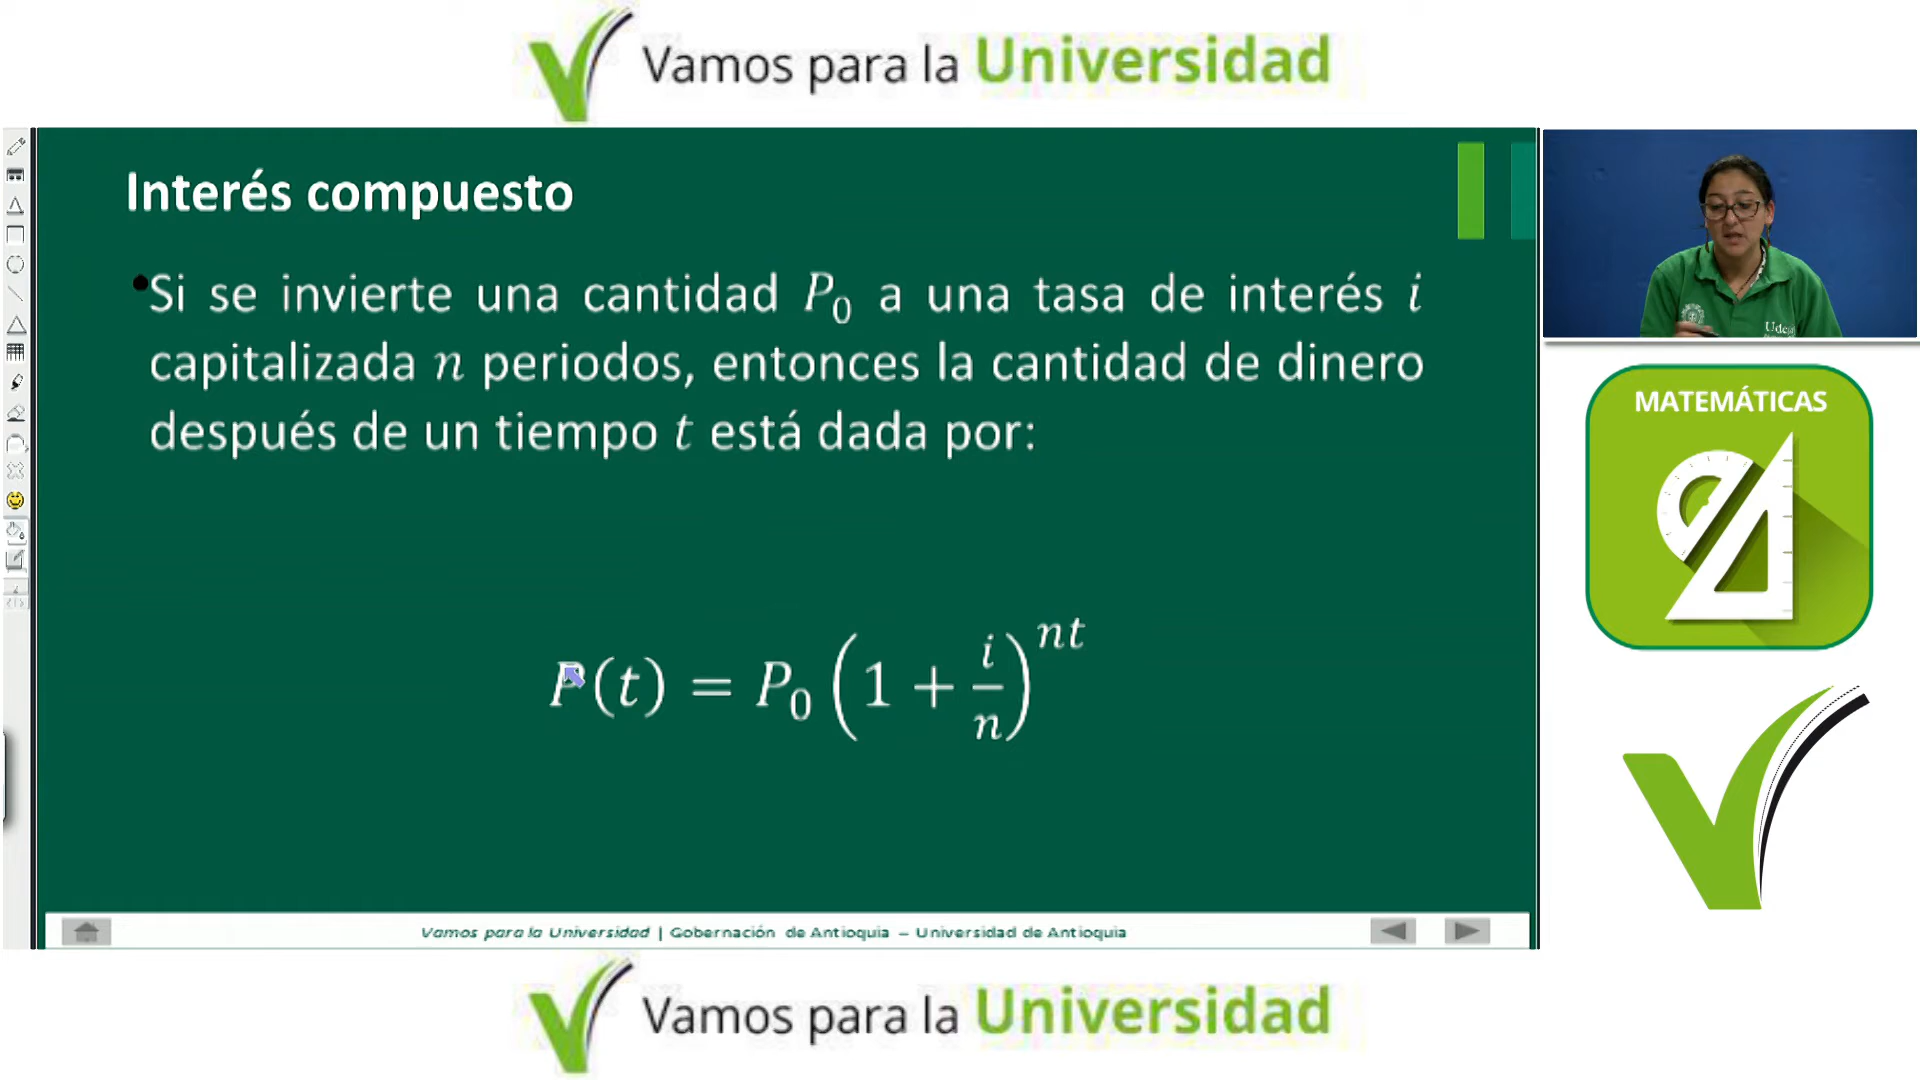 Vamos para la Universidad
Interés compuesto
•Si se invierte una cantidad P₀ a una tasa de interés i
capitalizada n periodos, entonces la cantidad de dinero
después de un tiempo t está dada por:
P(t) = P₀ (1 + i/n)^{nt}
Vamos para la Universidad | Gobernación de Antioquia – Universidad de Antioquia
MATEMÁTICAS
Vamos para la Universidad